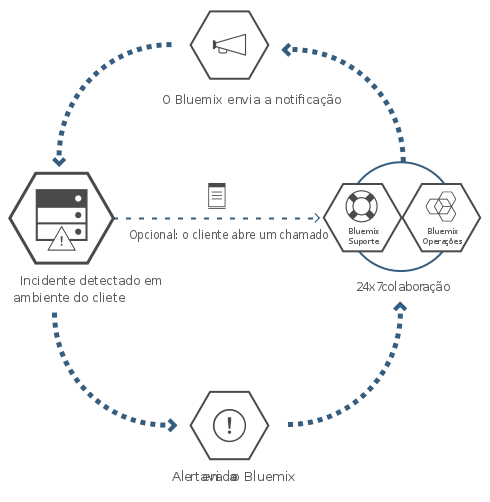 O Bluemix envia a notificação
Opcional: o cliente abre um chamado
Bluemix
Suporte
Bluemix
Operações
Incidente detectado em
ambiente do cliete
24x7colaboração
Bluemix